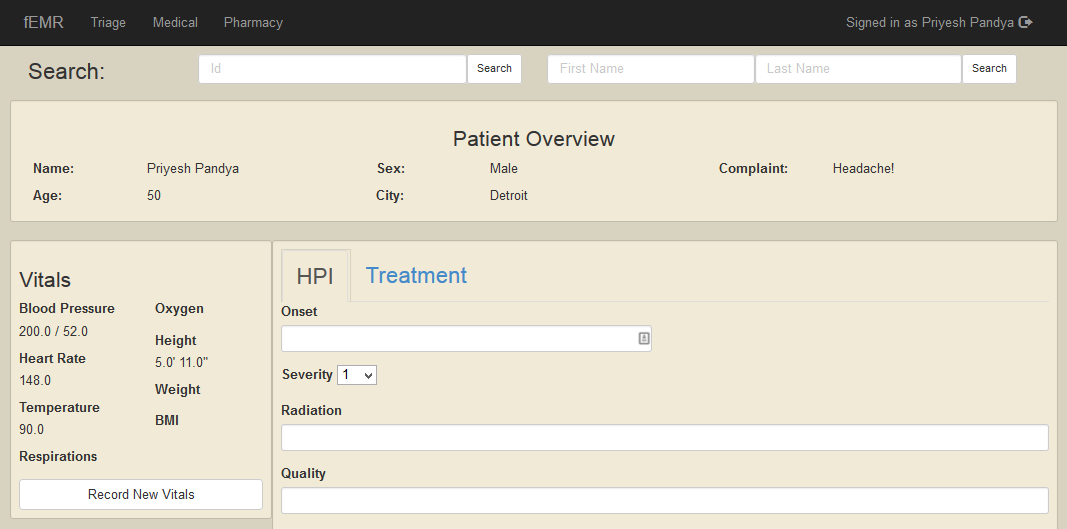 fEMR Triage Medical Pharmacy Signed in as Priyesh Pandya
Search: Id Search First Name Last Name Search
Patient Overview
Name: Priyesh Pandya Sex: Male Complaint: Headache!
Age: 50 City: Detroit
Vitals
Blood Pressure Oxygen
200.0 / 52.0
Height
Heart Rate 5.0' 11.0"
148.0
Weight
Temperature
90.0 BMI
Respirations
Record New Vitals
HPI Treatment
Onset
Severity 1
Radiation
Quality